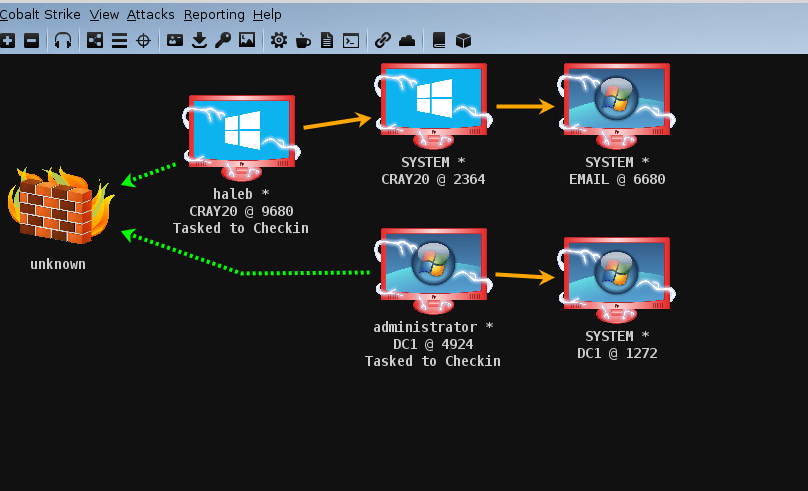 Cobalt Strike View Attacks Reporting Help
haleb *
CRAY20 @ 9680
Tasked to Checkin
SYSTEM *
CRAY20 @ 2364
SYSTEM *
EMAIL @ 6680
unknown
administrator *
DC1 @ 4924
Tasked to Checkin
SYSTEM *
DC1 @ 1272